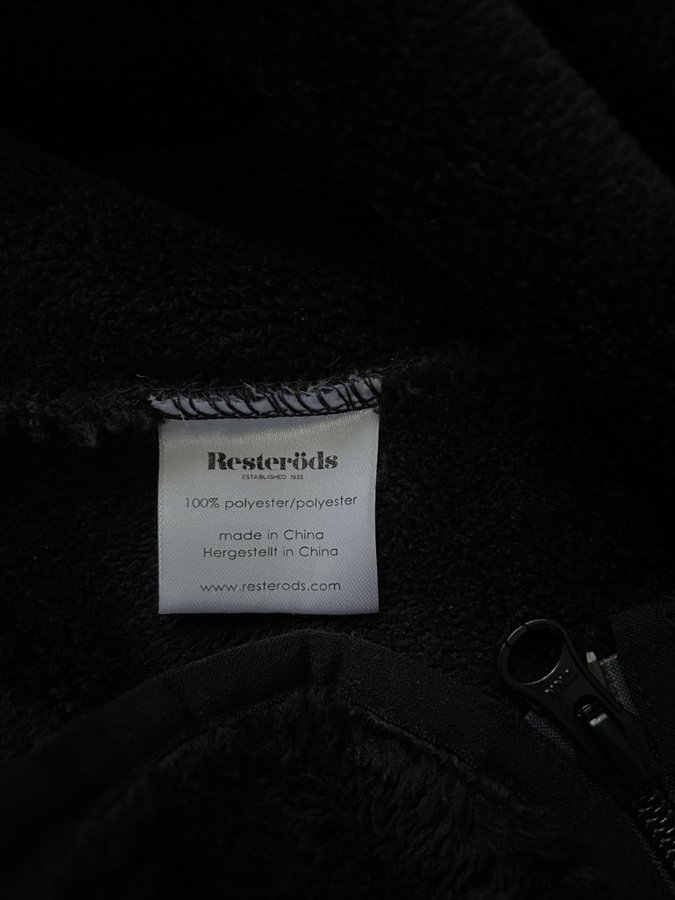 Resteröds
ESTABLISHED 1935
100% polyester/polyester
made in China
Hergestellt in China
www.resterods.com